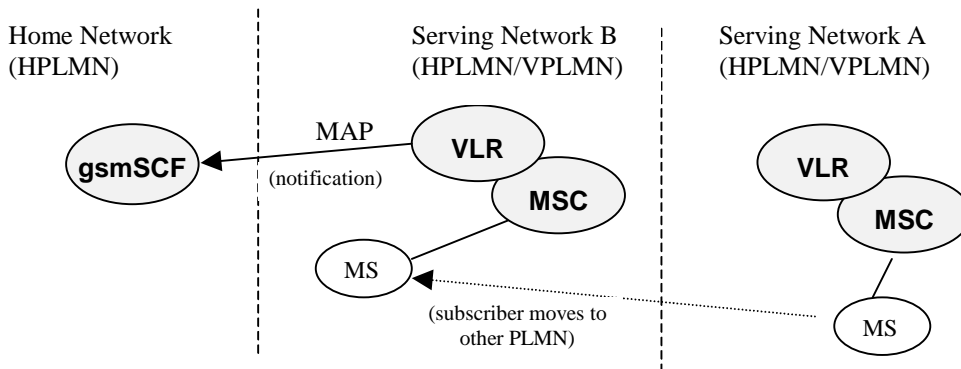 Home Network
(HPLMN)
Serving Network B
(HPLMN/VPLMN)
Serving Network A
(HPLMN/VPLMN)
MAP
(notification)
gsmSCF
VLR
MSC
MS
VLR
MSC
MS
(subscriber moves to
other PLMN)